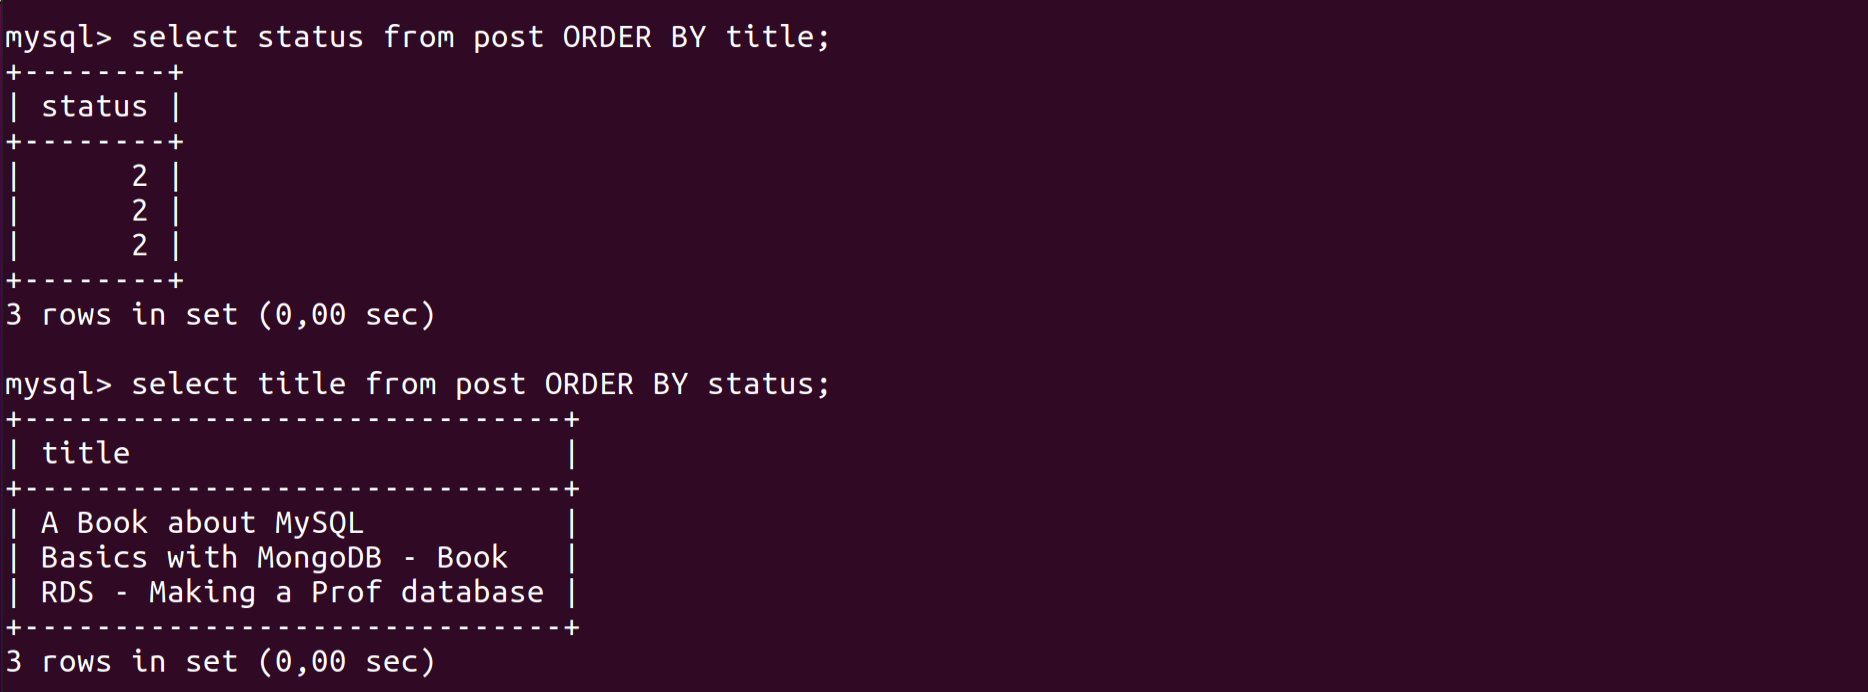 mysql> select status from post ORDER BY title;
+--------+
| status |
+--------+
|      2 |
|      2 |
|      2 |
+--------+
3 rows in set (0,00 sec)

mysql> select title from post ORDER BY status;
+------------------------------+
| title                        |
+------------------------------+
| A Book about MySQL           |
| Basics with MongoDB - Book   |
| RDS - Making a Prof database |
+------------------------------+
3 rows in set (0,00 sec)